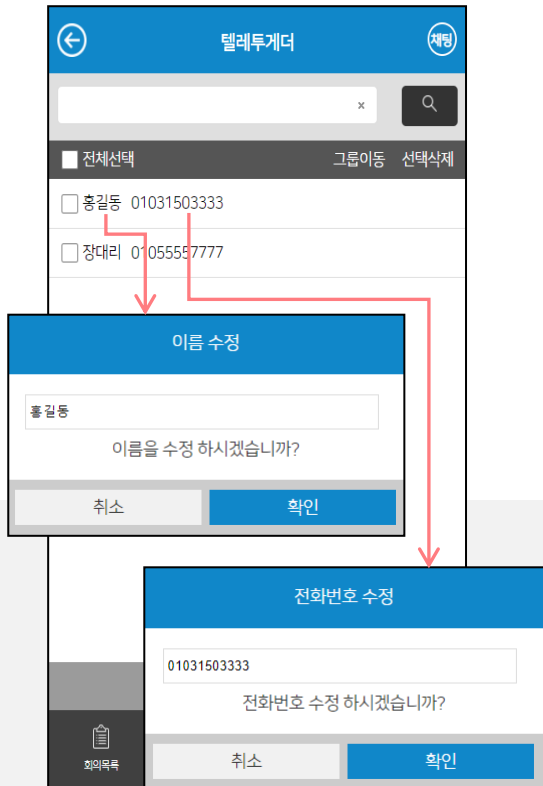 텔레투게더
채팅
x
전체선택 그룹이동 선택삭제
홍길동 01031503333
장대리 01055557777
이름 수정
홍길동
이름을 수정 하시겠습니까?
취소 확인
전화번호 수정
01031503333
전화번호 수정 하시겠습니까?
취소 확인
회의목록